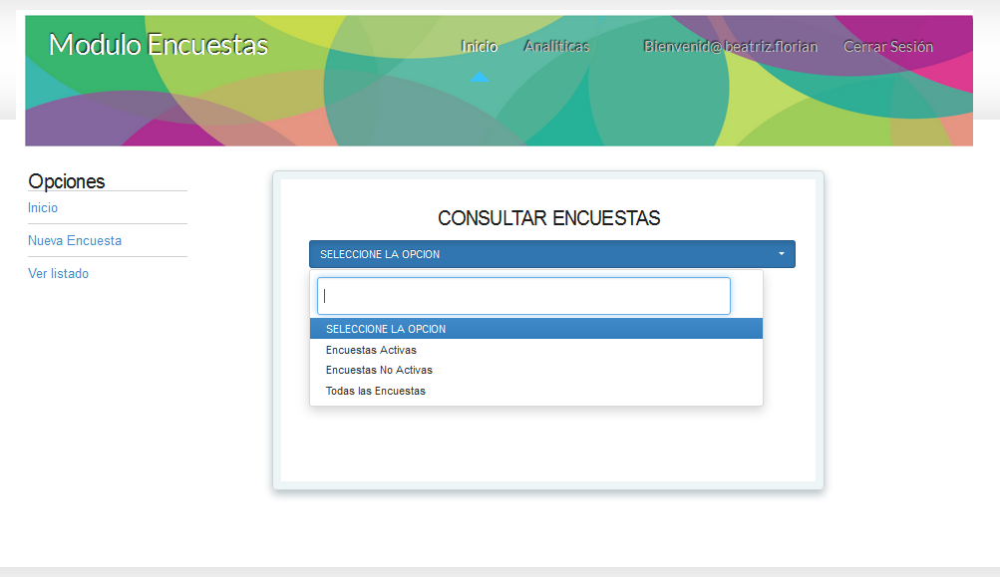 Modulo Encuestas
Inicio Analíticas Bienvenid@beatriz.florian Cerrar Sesión
Opciones
Inicio
Nueva Encuesta
Ver listado
CONSULTAR ENCUESTAS
SELECCIONE LA OPCION
SELECCIONE LA OPCION
Encuestas Activas
Encuestas No Activas
Todas las Encuestas